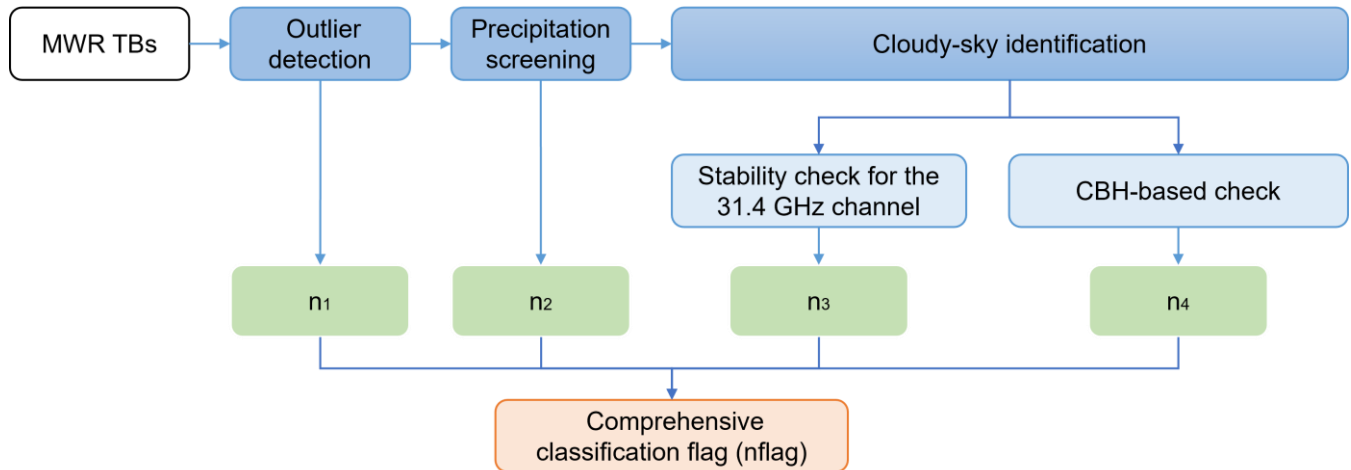 MWR TBs
Outlier
detection
Precipitation
screening
Cloudy-sky identification
Stability check for the
31.4 GHz channel
CBH-based check
n1
n2
n3
n4
Comprehensive
classification flag (nflag)